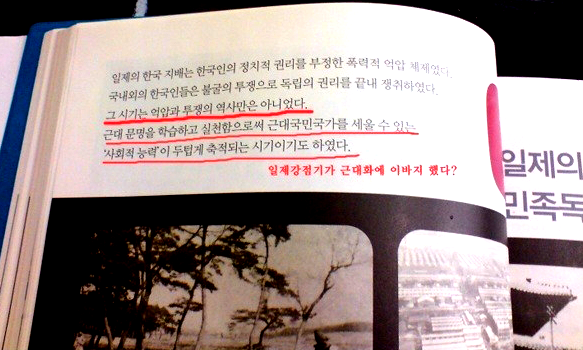 일제의 한국 지배는 한국인의 정치적 권리를 부정한 폭력적 억압 체제였다.
국내외의 한국인들은 불굴의 투쟁으로 독립의 권리를 끝내 쟁취하였다.
그 시기는 억압과 투쟁의 역사만은 아니었다.
근대 문명을 학습하고 실천함으로써 근대국민국가를 세울 수 있는
'사회적 능력'이 두텁게 축적되는 시기이기도 하였다.
일제강점기가 근대화에 이바지 했다?
일제의
민족독